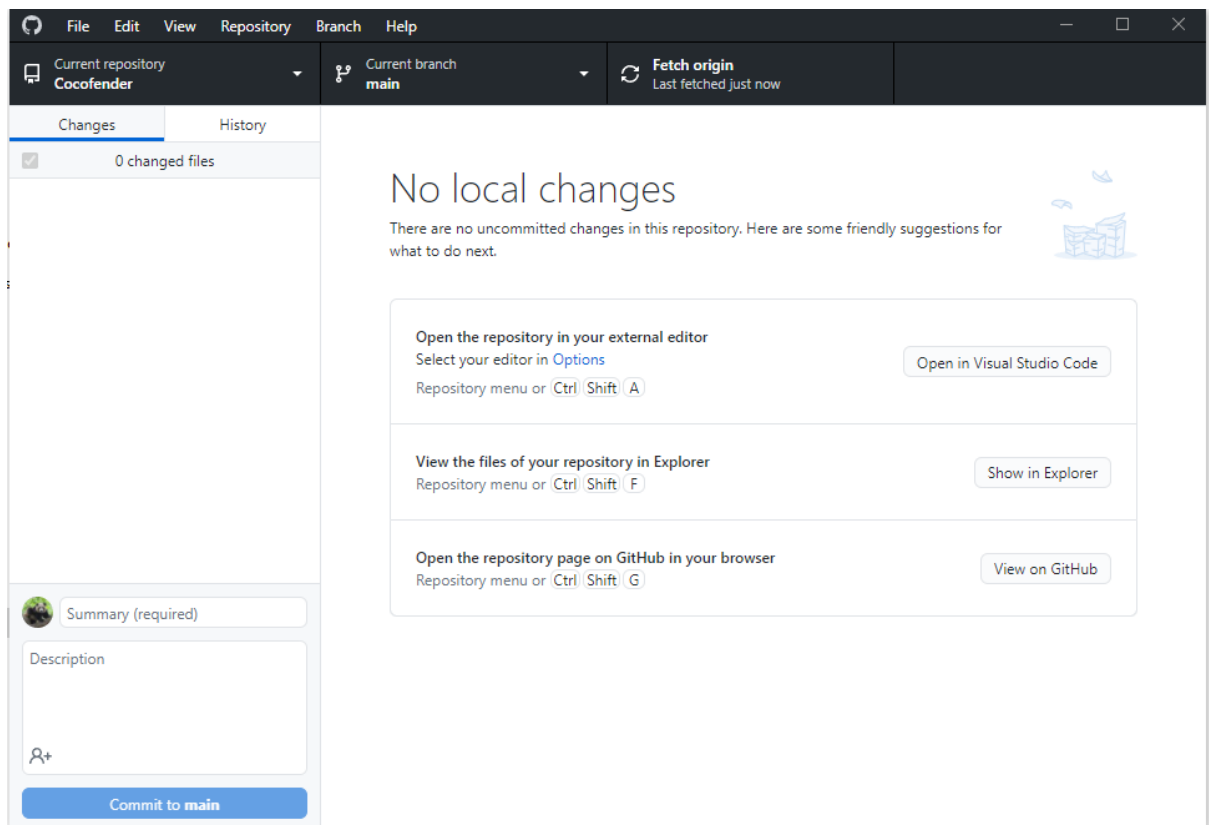 File Edit View Repository Branch Help
Current repository
Cocofender
Current branch
main
Fetch origin
Last fetched just now
Changes History
0 changed files
No local changes
There are no uncommitted changes in this repository. Here are some friendly suggestions for
what to do next.
Open the repository in your external editor
Select your editor in Options
Repository menu or Ctrl Shift A
Open in Visual Studio Code
View the files of your repository in Explorer
Repository menu or Ctrl Shift F
Show in Explorer
Open the repository page on GitHub in your browser
Repository menu or Ctrl Shift G
View on GitHub
Summary (required)
Description
Commit to main